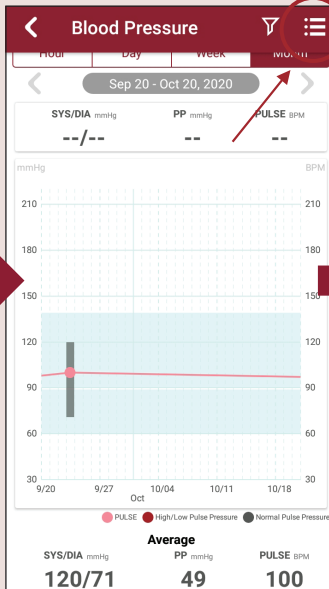 Blood Pressure
Hour Day Week Month
Sep 20 - Oct 20, 2020
SYS/DIA mmHg PP mmHg PULSE BPM
--/-- -- --
mmHg BPM
210 210
180 180
150 150
120 120
90 90
60 60
30 30
9/20 9/27 10/04 10/11 10/18
Oct
PULSE High/Low Pulse Pressure Normal Pulse Pressure
Average
SYS/DIA mmHg PP mmHg PULSE BPM
120/71 49 100